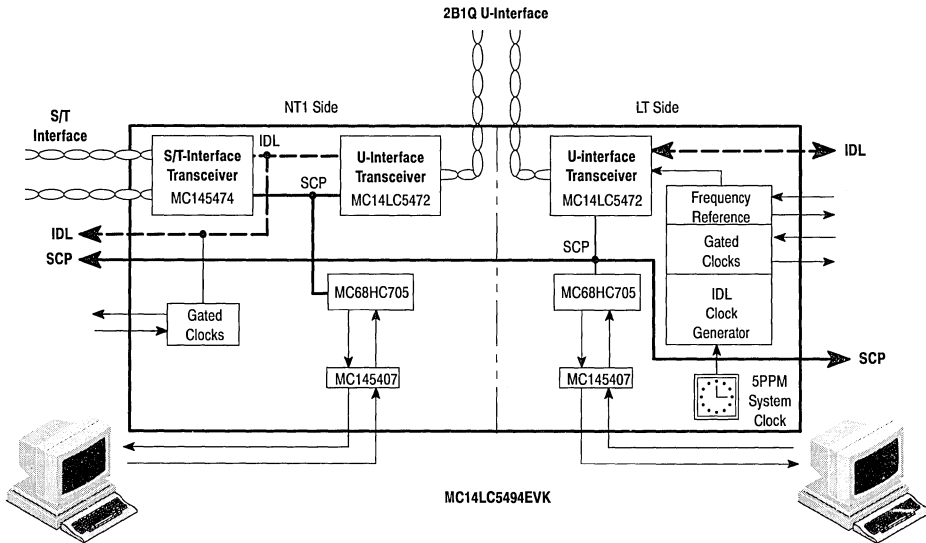 2B1Q U-Interface
NT1 Side
LT Side
S/T
Interface
S/T-Interface
Transceiver
MC145474
IDL
SCP
U-Interface
Transceiver
MC14LC5472
U-interface
Transceiver
MC14LC5472
IDL
Frequency
Reference
Gated
Clocks
IDL
Clock
Generator
IDL
SCP
SCP
MC68HC705
MC68HC705
Gated
Clocks
SCP
MC145407
MC145407
5PPM
System
Clock
MC14LC5494EVK